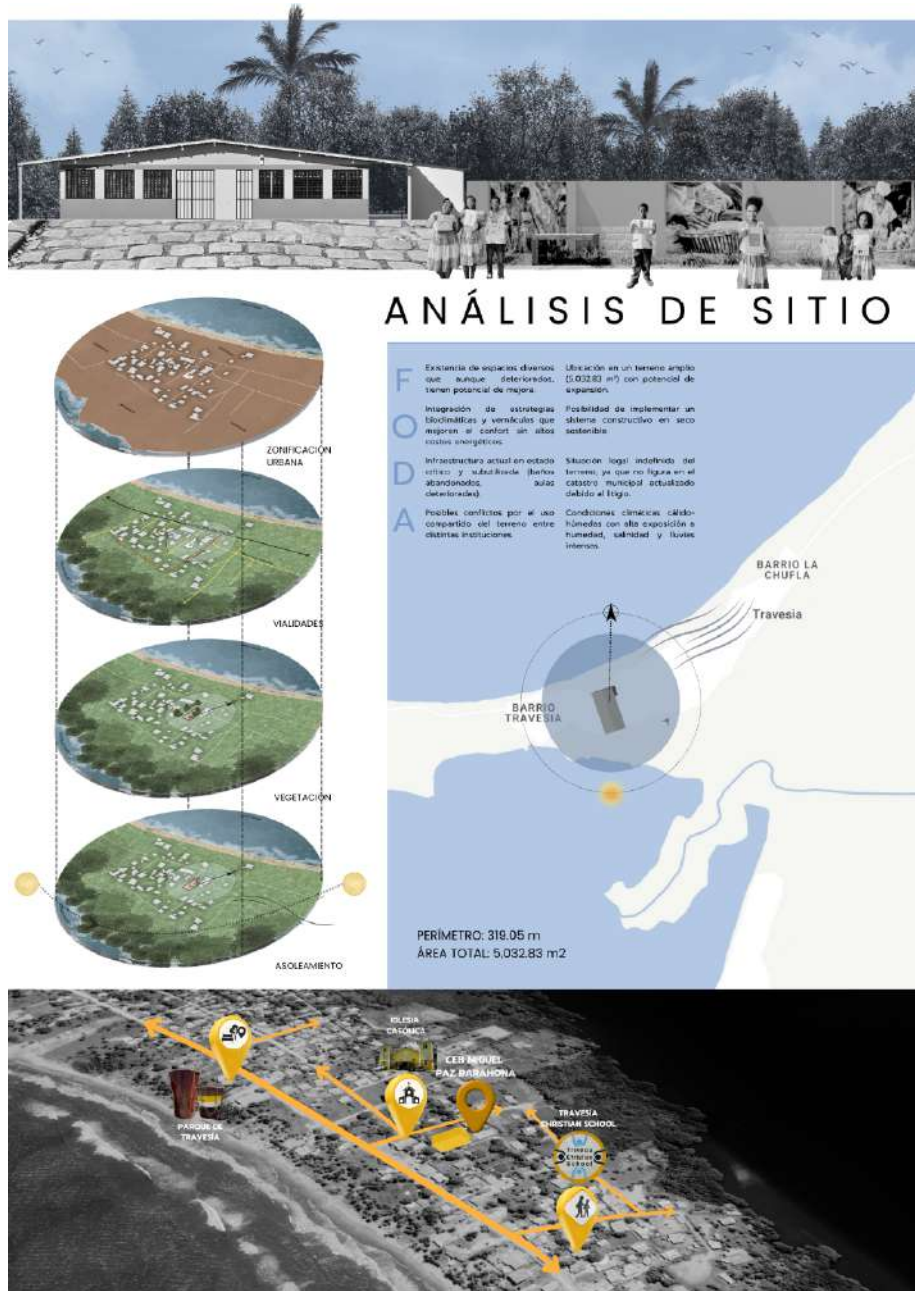 ANÁLISIS DE SITIO
F
Existencia de espacios diversos
que aunque deteriorados,
tienen potencial de mejora.
Ubicación en un terreno amplio
(5,032.83 m²) con potencial de
expansión.
O
Integración de estrategias
bioclimáticas y vernáculas que
mejoren el confort sin altos
costos energéticos.
Posibilidad de implementar un
sistema constructivo en seco
sostenible.
D
Infraestructura actual en estado
crítico y subutilizada (baños
abandonados, aulas
deterioradas).
Situación legal indefinida del
terreno, ya que no figura en el
catastro municipal actualizado
debido al litigio.
A
Posibles conflictos por el uso
compartido del terreno entre
distintas instituciones.
Condiciones climáticas cálido-
húmedas con alta exposición a
humedad, salinidad y lluvias
intensas.
ZONIFICACIÓN
URBANA
VIALIDADES
VEGETACIÓN
ASOLEAMIENTO
BARRIO LA
CHUFLA
Travesia
BARRIO
TRAVESIA
PERÍMETRO: 319.05 m
ÁREA TOTAL: 5,032.83 m2
IGLESIA
CATÓLICA
CEB MIGUEL
PAZ BARAHONA
PARQUE DE
TRAVESÍA
TRAVESIA
CHRISTIAN SCHOOL
Travesia
Christian
School